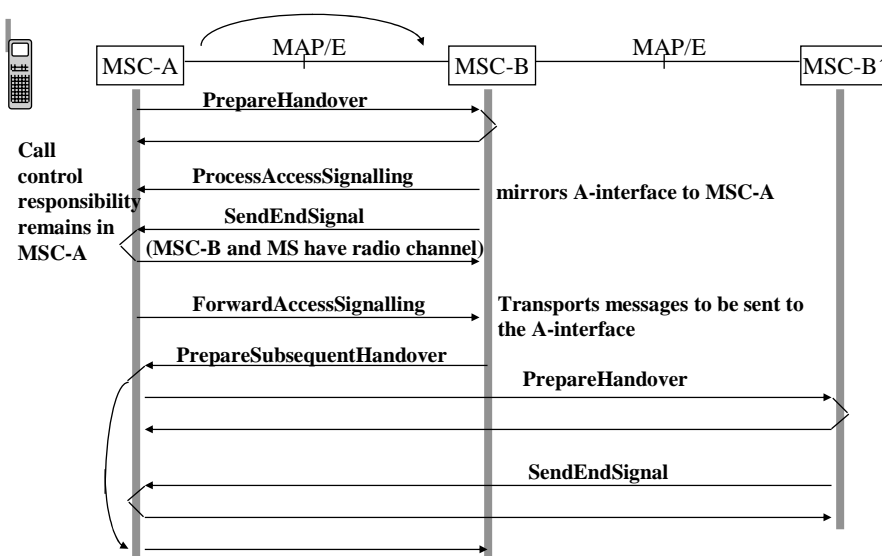 MAP/E
MAP/E
MSC-A
MSC-B
MSC-B´
PrepareHandover
Call
control
responsibility
remains in
MSC-A
ProcessAccessSignalling
mirrors A-interface to MSC-A
SendEndSignal
(MSC-B and MS have radio channel)
ForwardAccessSignalling
Transports messages to be sent to
the A-interface
PrepareSubsequentHandover
PrepareHandover
SendEndSignal